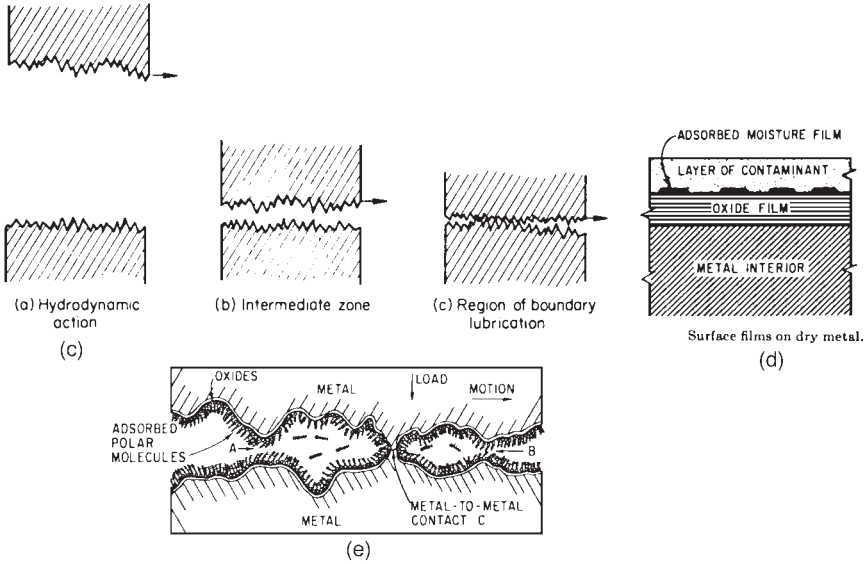 (a) Hydrodynamic
action
(c)
(b) Intermediate zone
(c) Region of boundary
lubrication
ADSORBED MOISTURE FILM
LAYER OF CONTAMINANT
OXIDE FILM
METAL INTERIOR
Surface films on dry metal.
(d)
OXIDES
METAL
LOAD
MOTION
ADSORBED
POLAR
MOLECULES
A
B
METAL
METAL-TO-METAL
CONTACT C
(e)